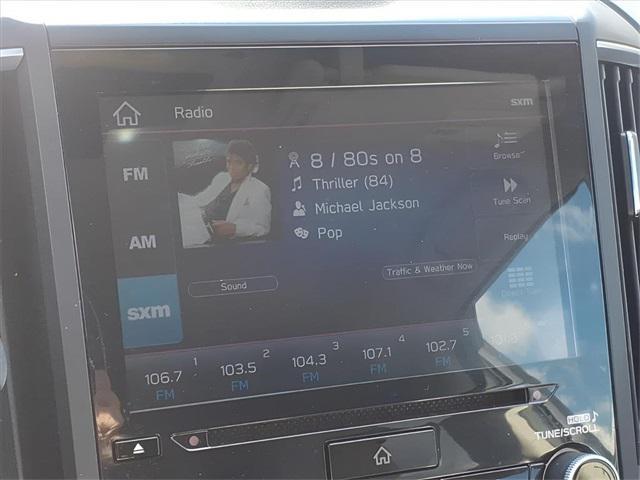 Radio
sxm
FM
8 / 80s on 8
Browse
Thriller (84)
Tune Scan
Michael Jackson
AM
Pop
Replay
Traffic & Weather Now
Sound
sxm
1
2
3
4
5
106.7
103.5
104.3
107.1
102.7
FM
FM
FM
FM
FM
HOLD
TUNE/SCROLL